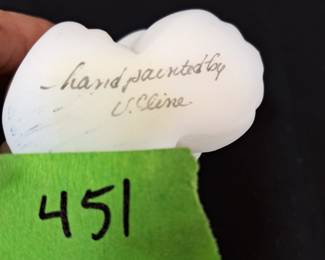 hand painted by
V. Cline
451